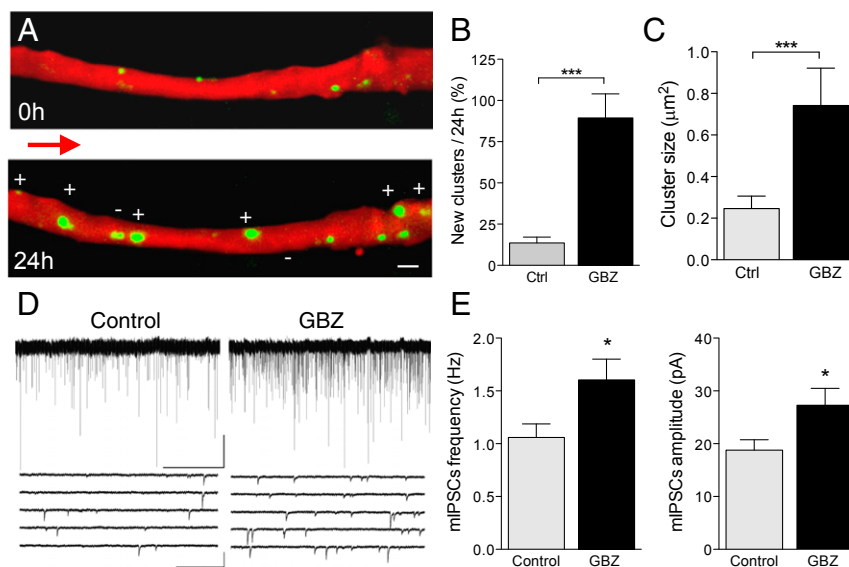 A
0h
+
+
-
+
+
+
+
-
24h
B
New clusters / 24h (%)
125
100
75
50
25
0
***
Ctrl
GBZ
C
Cluster size (μm²)
1.0
0.8
0.6
0.4
0.2
0.0
***
Ctrl
GBZ
D
Control
GBZ
E
mIPSCs frequency (Hz)
2.0
1.5
1.0
0.5
0.0
*
Control
GBZ
mIPSCs amplitude (pA)
40
30
20
10
0
*
Control
GBZ